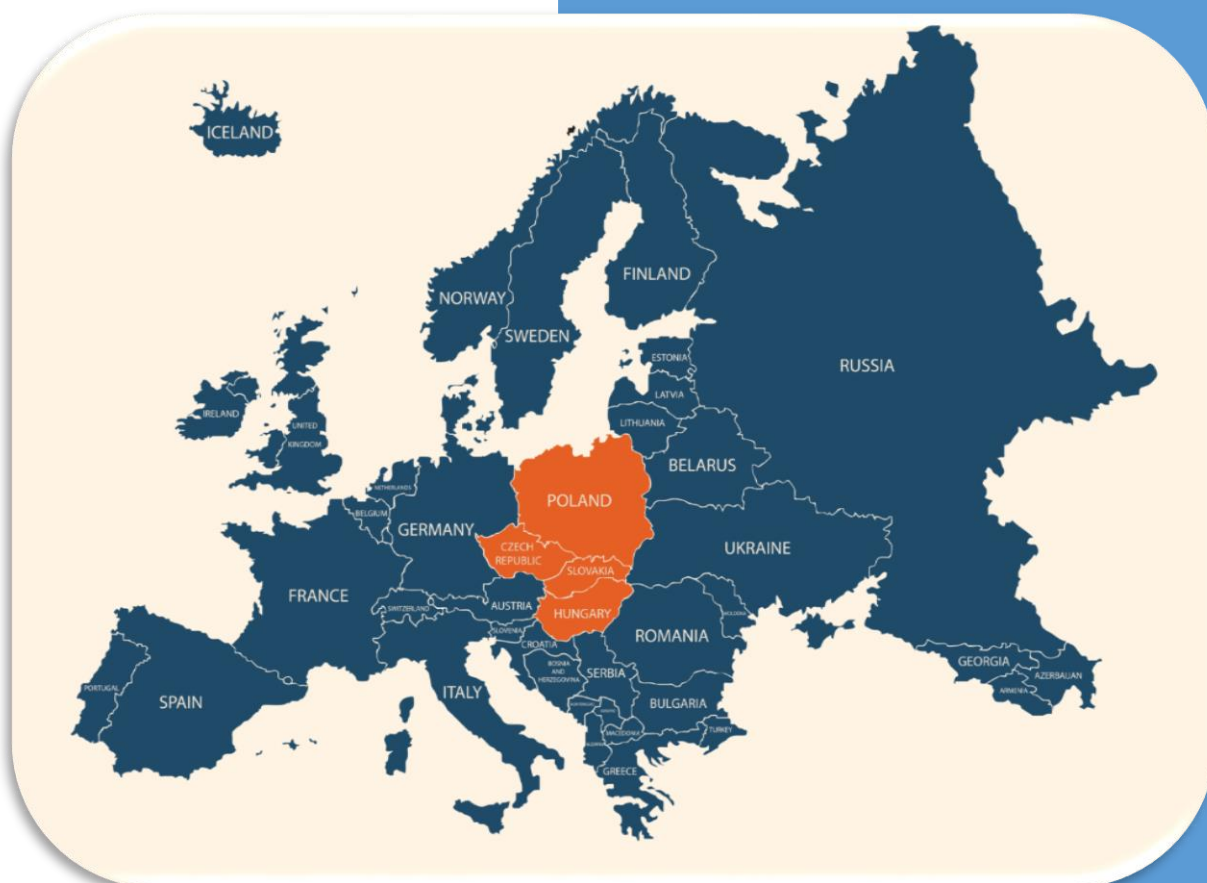 ICELAND
NORWAY
SWEDEN
FINLAND
RUSSIA
ESTONIA
LATVIA
LITHUANIA
BELARUS
IRELAND
UNITED
KINGDOM
NETHERLANDS
BELGIUM
GERMANY
POLAND
CZECH
REPUBLIC
SLOVAKIA
UKRAINE
FRANCE
SWITZERLAND
AUSTRIA
HUNGARY
SLOVENIA
CROATIA
ROMANIA
MOLDOVA
BOSNIA
AND
HERZEGOVINA
SERBIA
ITALY
PORTUGAL
SPAIN
BULGARIA
MACEDONIA
TURKEY
GREECE
GEORGIA
ARMENIA
AZERBAIJAN